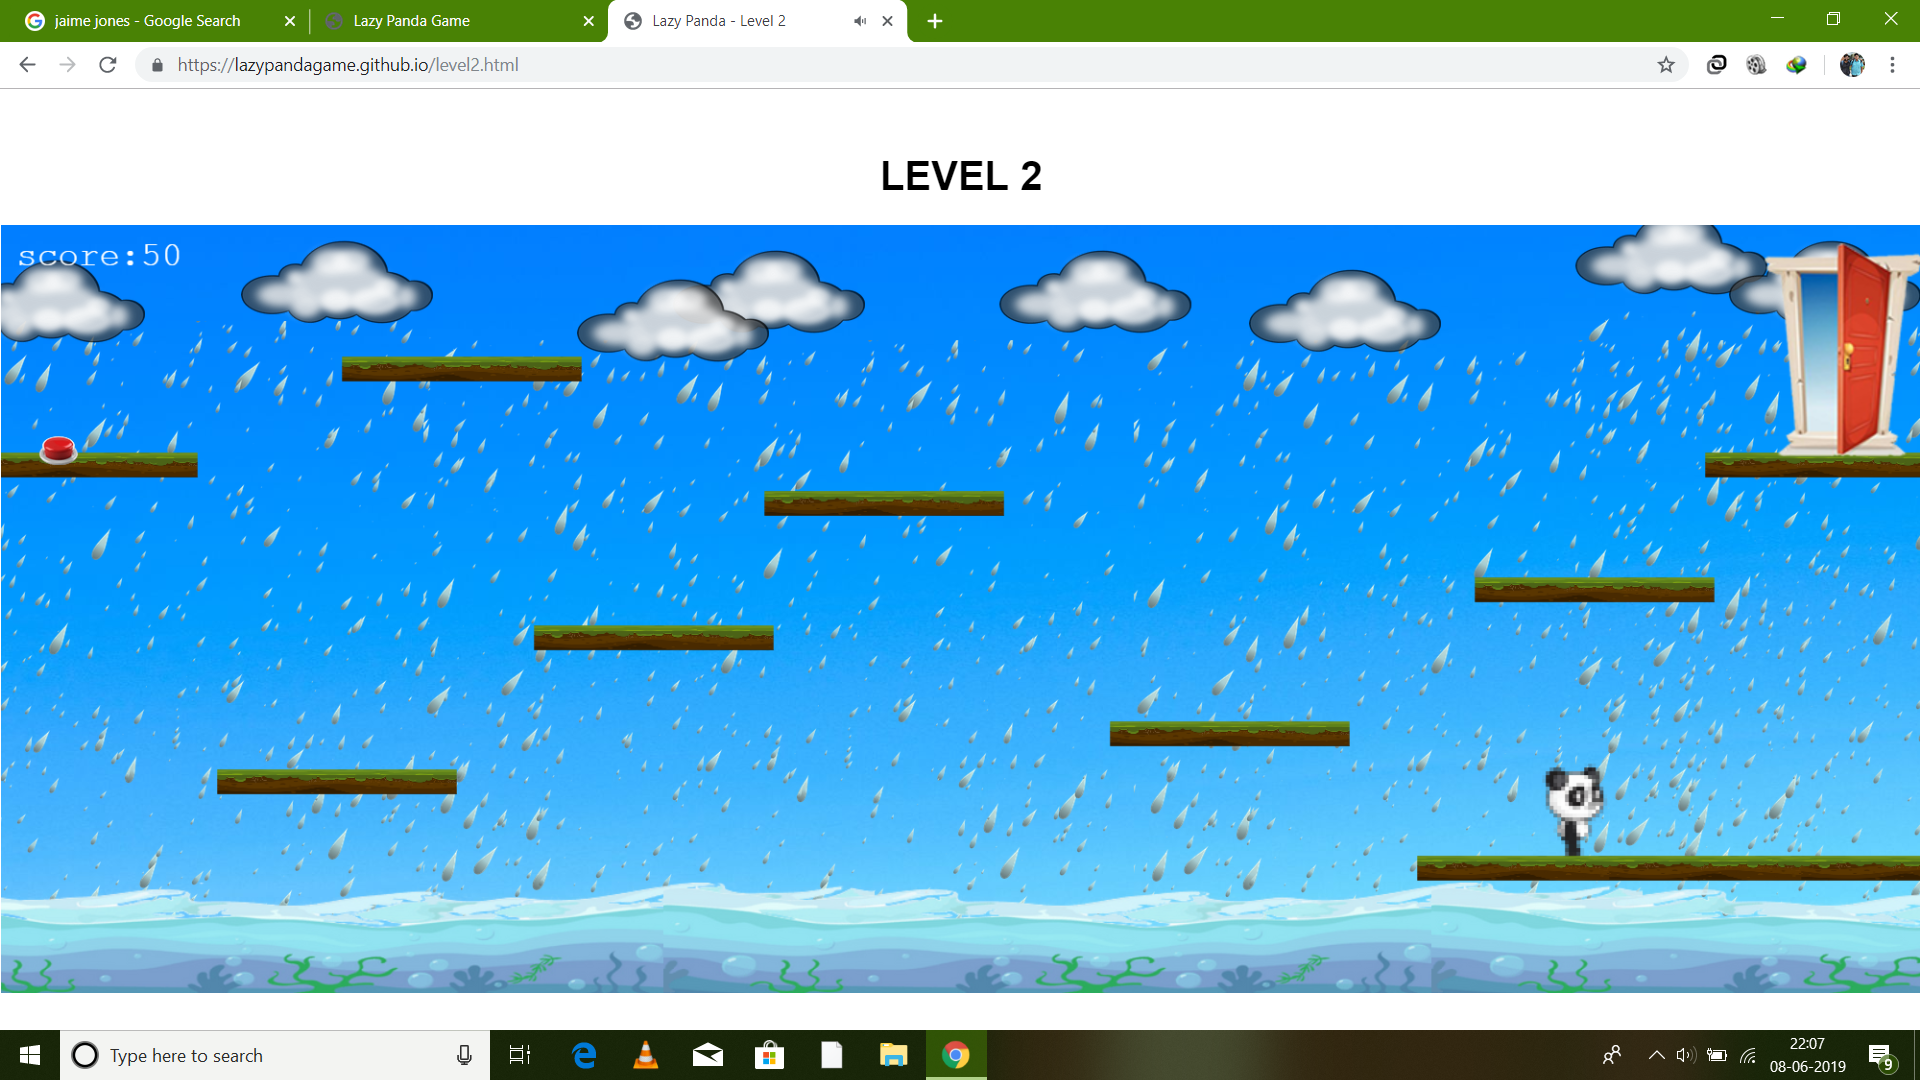 jaime jones - Google Search
Lazy Panda Game
Lazy Panda - Level 2
https://lazypandagame.github.io/level2.html
LEVEL 2
score:50
Type here to search
22:07
08-06-2019
9